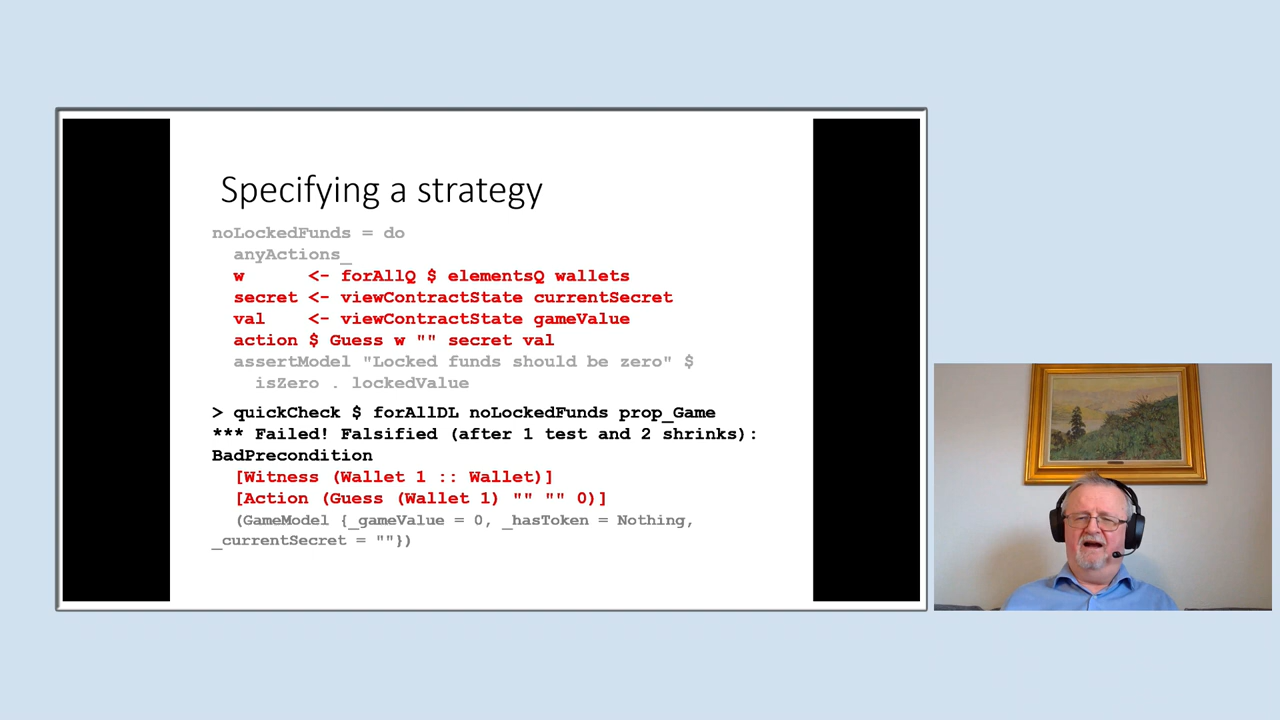 Specifying a strategy
noLockedFunds = do
  anyActions_
  w      <- forAllQ $ elementsQ wallets
  secret <- viewContractState currentSecret
  val    <- viewContractState gameValue
  action $ Guess w "" secret val
  assertModel "Locked funds should be zero" $
    isZero . lockedValue
> quickCheck $ forAllDL noLockedFunds prop_Game
*** Failed! Falsified (after 1 test and 2 shrinks):
BadPrecondition
  [Witness (Wallet 1 :: Wallet)]
  [Action (Guess (Wallet 1) "" "" 0)]
  (GameModel {_gameValue = 0, _hasToken = Nothing,
_currentSecret = ""})